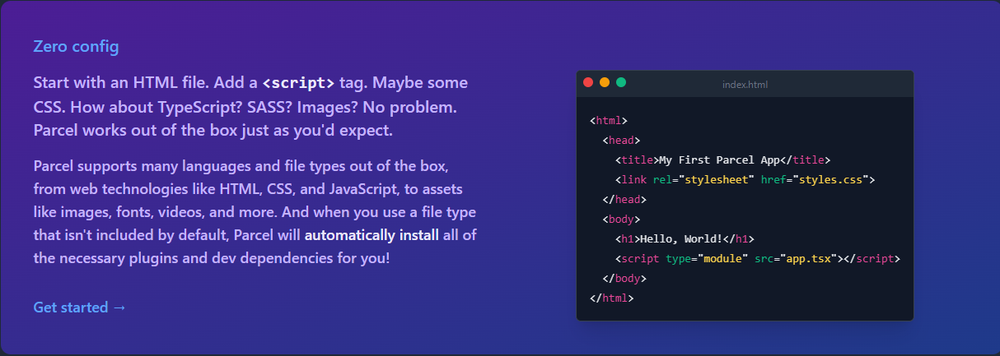 Zero config
Start with an HTML file. Add a <script> tag. Maybe some
CSS. How about TypeScript? SASS? Images? No problem.
Parcel works out of the box just as you'd expect.
Parcel supports many languages and file types out of the box,
from web technologies like HTML, CSS, and JavaScript, to assets
like images, fonts, videos, and more. And when you use a file type
that isn't included by default, Parcel will automatically install all of
the necessary plugins and dev dependencies for you!
Get started →
index.html
<html>
  <head>
    <title>My First Parcel App</title>
    <link rel="stylesheet" href="styles.css">
  </head>
  <body>
    <h1>Hello, World!</h1>
    <script type="module" src="app.tsx"></script>
  </body>
</html>